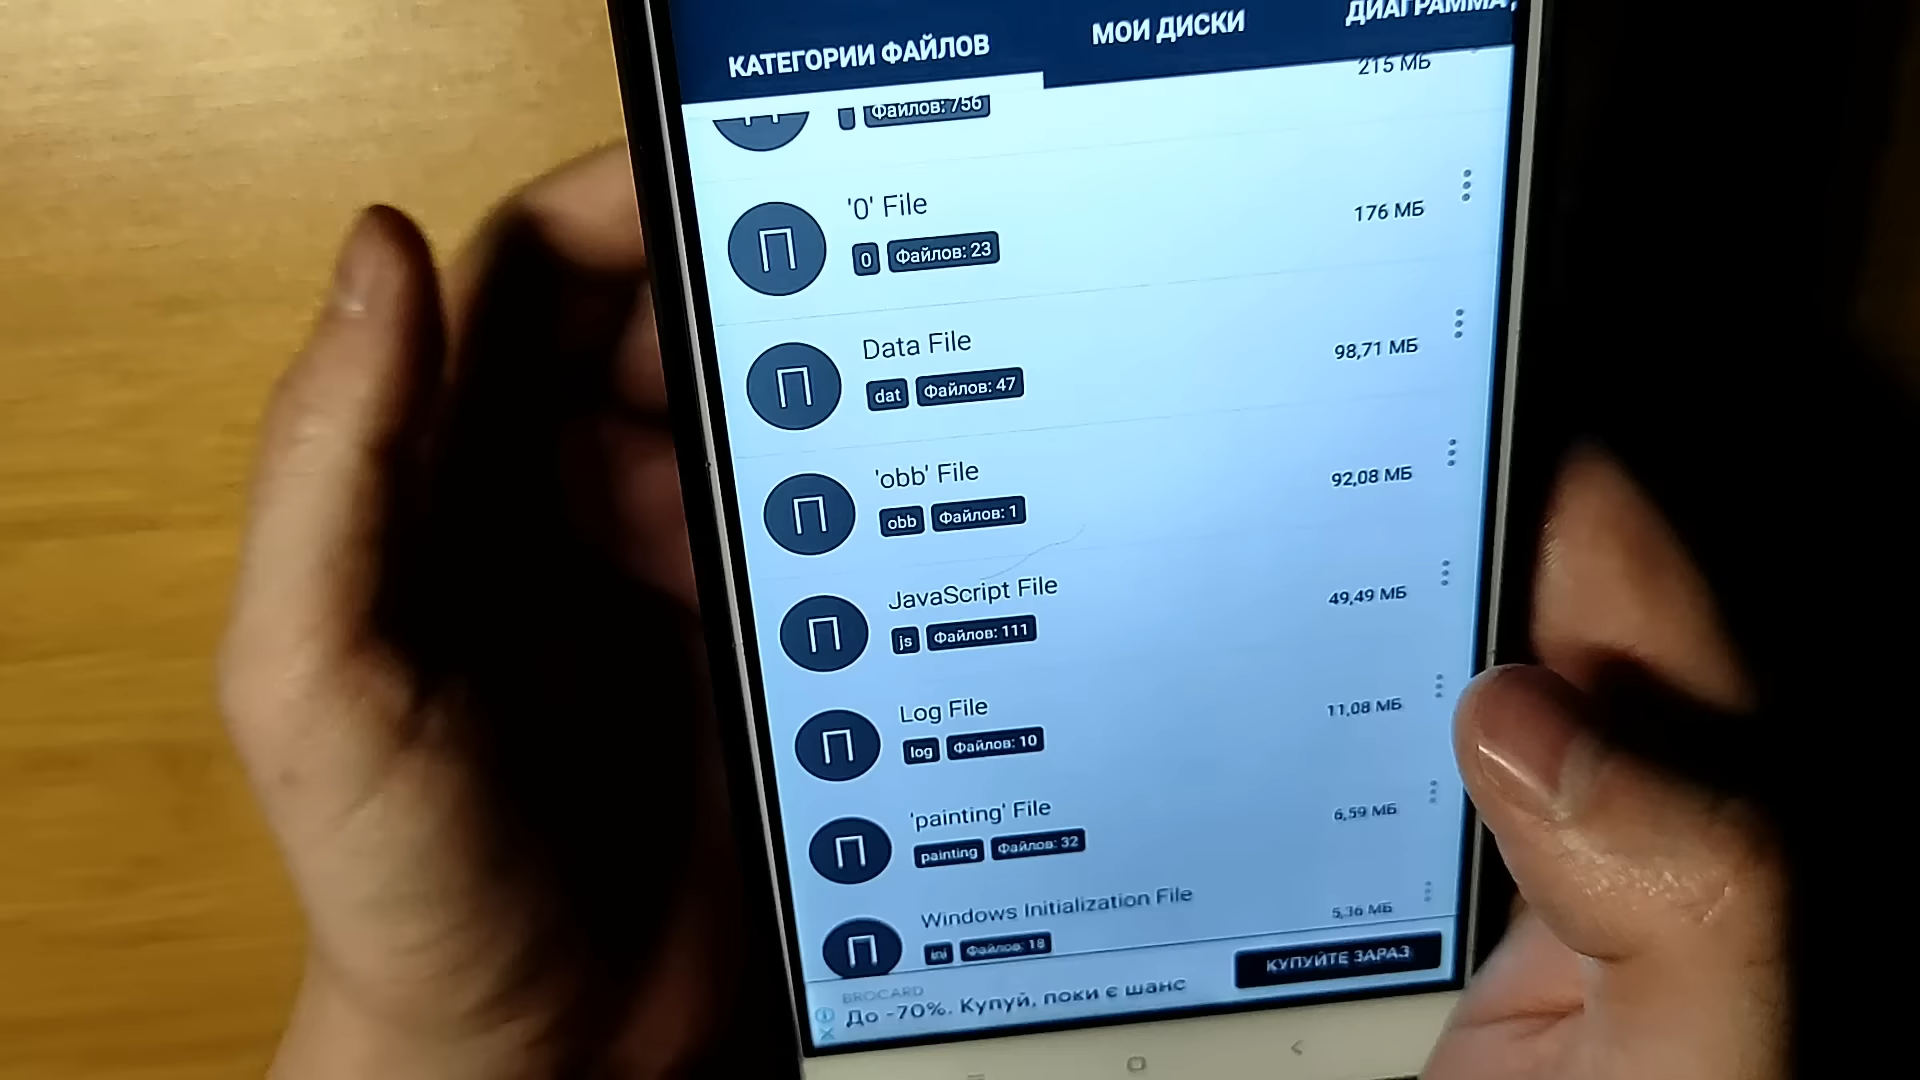 КАТЕГОРИИ ФАЙЛОВ
МОИ ДИСКИ
ДИАГРАММА
215 МБ
Файлов: 756
'0' File
176 МБ
0
Файлов: 23
Data File
98,71 МБ
dat
Файлов: 47
'obb' File
92,08 МБ
obb
Файлов: 1
JavaScript File
49,49 МБ
js
Файлов: 111
Log File
11,08 МБ
log
Файлов: 10
'painting' File
6,59 МБ
painting
Файлов: 32
Windows Initialization File
5,36 МБ
ini
Файлов: 18
BROCARD
До -70%. Купуй, поки є шанс
КУПУЙТЕ ЗАРАЗ